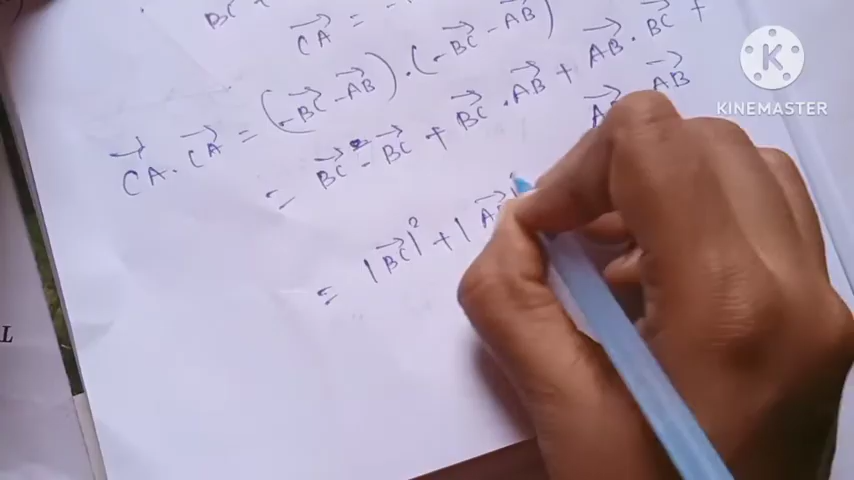 BC +
CA = -
CA . CA = (-BC - AB) . (-BC - AB)
= BC . BC + BC . AB + AB . BC +
AB . AB
= |BC|² + |AB|
L
K
KINEMASTER